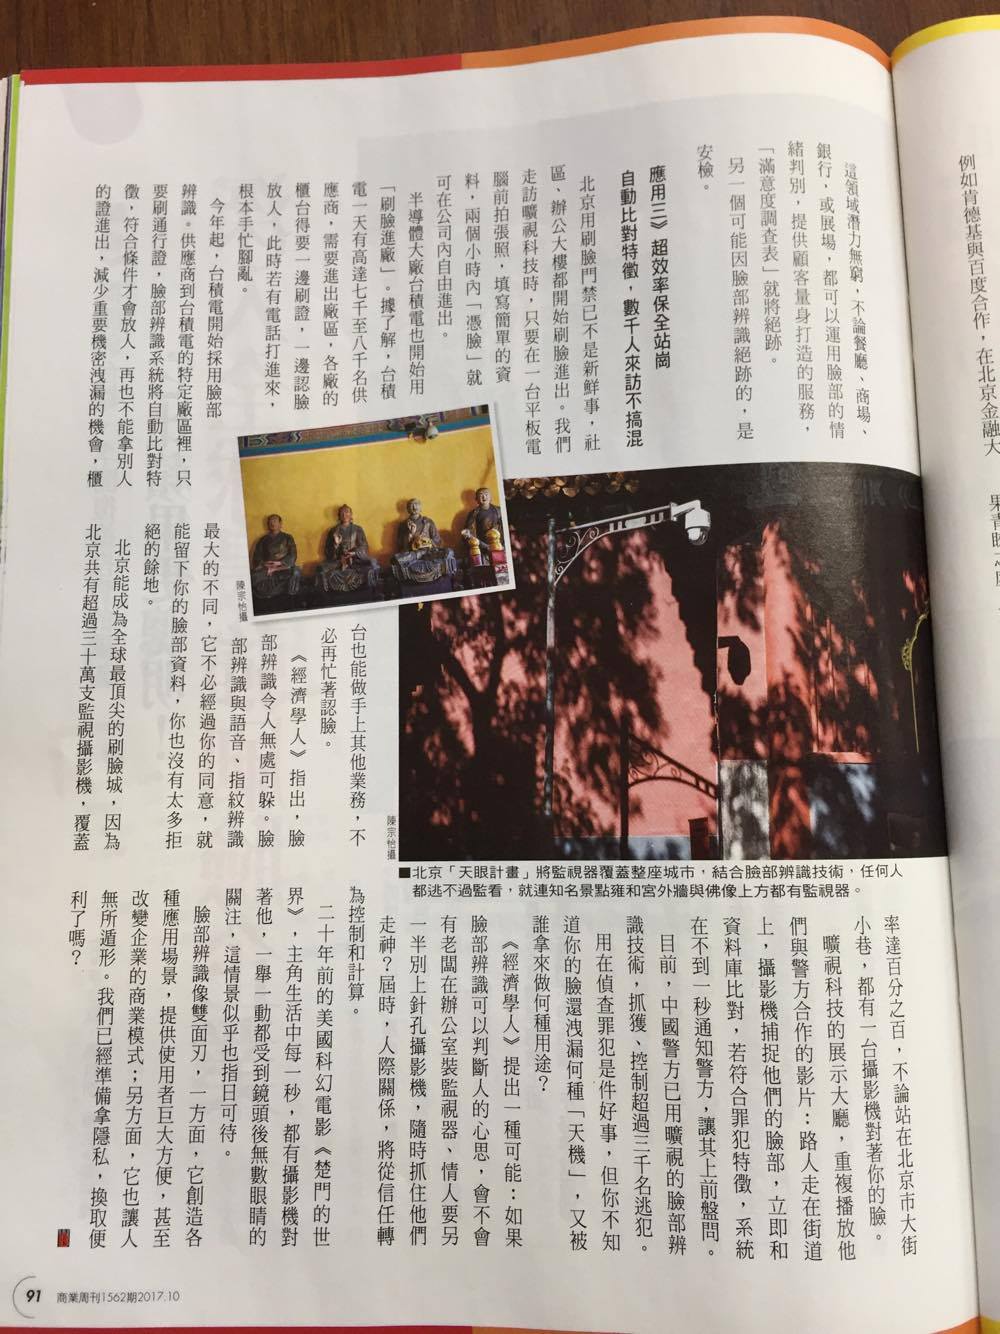 這領域潛力無窮，不論餐廳、商場、
銀行，或展場，都可以運用臉部的情
緒判別，提供顧客量身打造的服務，
「滿意度調查表」就將絕跡。
另一個可能因臉部辨識絕跡的，是
安檢。
應用三》超效率保全站崗
自動比對特徵，數千人來訪不搞混
北京用刷臉門禁已不是新鮮事，社
區、辦公大樓都開始刷臉進出。我們
走訪曠視科技時，只要在一台平板電
腦前拍張照，填寫簡單的資
料，兩個小時內「憑臉」就
可在公司內自由進出。
半導體大廠台積電也開始用
「刷臉進廠」。據了解，台積
電一天有高達七千至八千名供
應商，需要進出廠區，各廠的
櫃台得要一邊刷證，一邊認臉
放人，此時若有電話打進來，
根本手忙腳亂。
今年起，台積電開始採用臉部
辨識。供應商到台積電的特定廠區裡，只
要刷通行證，臉部辨識系統將自動比對特
徵，符合條件才會放人，再也不能拿別人
的證進出，減少重要機密洩漏的機會，櫃
台也能做手上其他業務，不
必再忙著認臉。
《經濟學人》指出，臉
部辨識令人無處可躲。臉
部辨識與語音、指紋辨識
最大的不同，它不必經過你的同意，就
能留下你的臉部資料，你也沒有太多拒
絕的餘地。
北京能成為全球最頂尖的刷臉城，因為
北京共有超過三十萬支監視攝影機，覆蓋
率達百分之百，不論站在北京市大街
小巷，都有一台攝影機對著你的臉。
曠視科技的展示大廳，重複播放他
們與警方合作的影片：路人走在街道
上，攝影機捕捉他們的臉部，立即和
資料庫比對，若符合罪犯特徵，系統
在不到一秒通知警方，讓其上前盤問。
目前，中國警方已用曠視的臉部辨
識技術，抓獲、控制超過三千名逃犯。
用在偵查罪犯是件好事，但你不知
道你的臉還洩漏何種「天機」，又被
誰拿來做何種用途？
《經濟學人》提出一種可能：如果
臉部辨識可以判斷人的心思，會不會
有老闆在辦公室裝監視器、情人要另
一半別上針孔攝影機，隨時抓住他們
走神？屆時，人際關係，將從信任轉
為控制和計算。
二十年前的美國科幻電影《楚門的世
界》，主角生活中每一秒，都有攝影機對
著他，一舉一動都受到鏡頭後無數眼睛的
關注，這情景似乎也指日可待。
臉部辨識像雙面刃，一方面，它創造各
種應用場景，提供使用者巨大方便，甚至
改變企業的商業模式；另方面，它也讓人
無所遁形。我們已經準備拿隱私，換取便
利了嗎？
陳宗怡攝
陳宗怡攝
■北京「天眼計畫」將監視器覆蓋整座城市，結合臉部辨識技術，任何人
都逃不過監看，就連知名景點雍和宮外牆與佛像上方都有監視器。
91 商業周刊1562期2017.10
例如肯德基與百度合作，在北京金融大